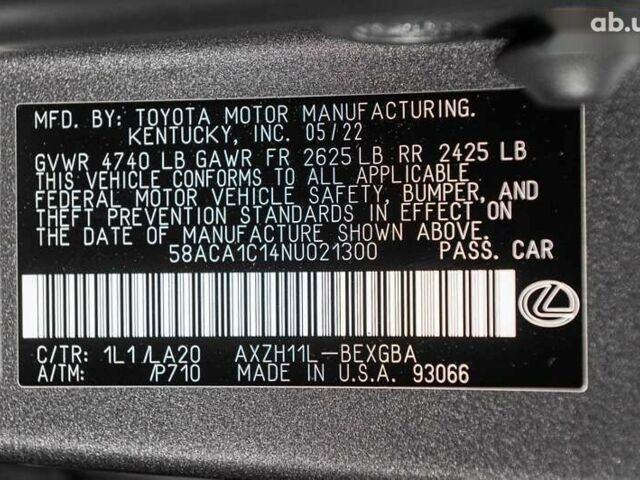 ab.u
MFD. BY: TOYOTA MOTOR MANUFACTURING.
KENTUCKY, INC. 05/22
GVWR 4740 LB GAWR FR 2625 LB RR 2425 LB
THIS VEHICLE CONFORMS TO ALL APPLICABLE
FEDERAL MOTOR VEHICLE SAFETY, BUMPER, AND
THEFT PREVENTION STANDARDS IN EFFECT ON
THE DATE OF MANUFACTURE SHOWN ABOVE.
58ACA1C14NU021300 PASS. CAR
C/TR: 1L1/LA20 AXZH11L-BEXGBA
A/TM: /P710 MADE IN U.S.A. 93066